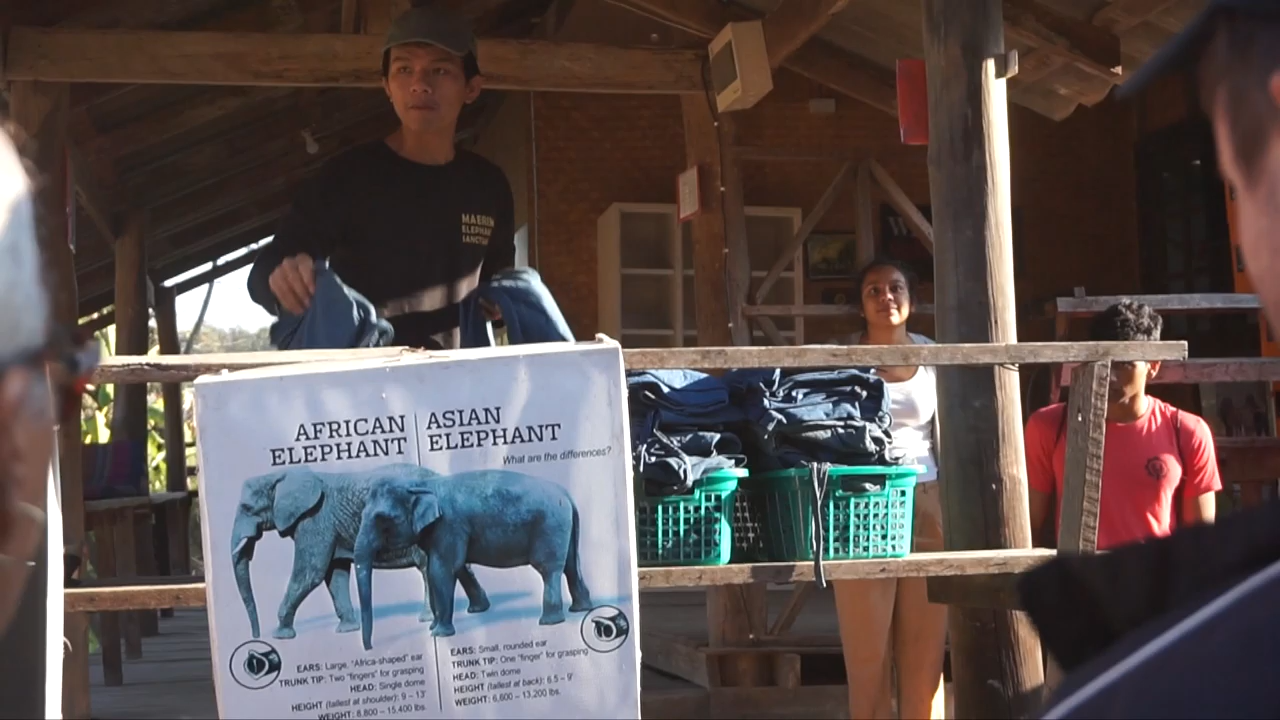 MAERIM
ELEPHANT
SANCTUARY
AFRICAN
ELEPHANT
ASIAN
ELEPHANT
What are the differences?
EARS: Large, "Africa-shaped" ear
TRUNK TIP: Two "fingers" for grasping
HEAD: Single dome
HEIGHT (tallest at shoulder): 9 – 13'
WEIGHT: 8,800 – 15,400 lbs.
EARS: Small, rounded ear
TRUNK TIP: One "finger" for grasping
HEAD: Twin dome
HEIGHT (tallest at back): 6.5 – 9'
WEIGHT: 6,600 – 13,200 lbs.